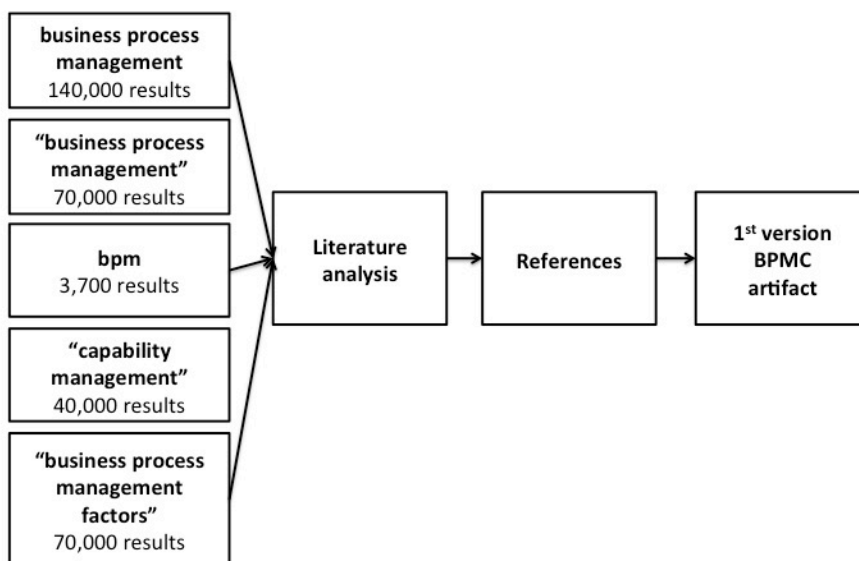 business process
management
140,000 results
“business process
management”
70,000 results
bpm
3,700 results
“capability
management”
40,000 results
“business process
management
factors”
70,000 results
Literature
analysis
References
1st version
BPMC
artifact